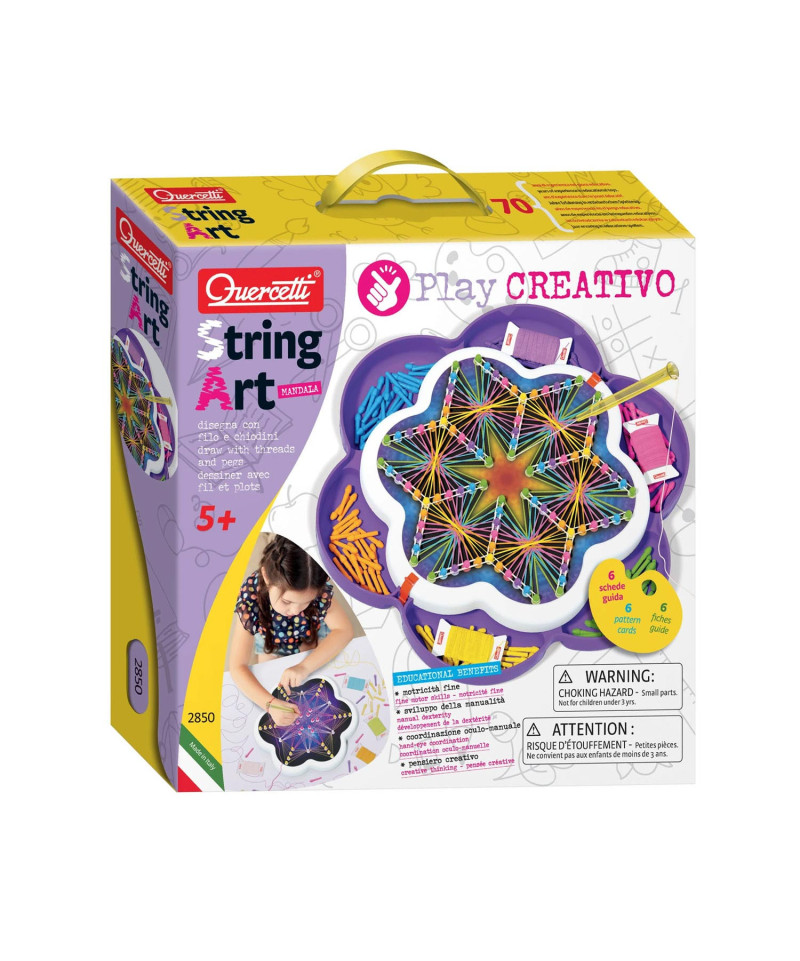 Quercetti
String
Art
70
Quercetti
String
Art
2850
Quercetti®
String
Art MANDALA
disegna con
filo e chiodini
draw with threads
and pegs
dessiner avec
fil et plots
5+
2850
Made in Italy
Play CREATIVO
6
schede
guida
6
pattern
cards
6
fiches
guide
EDUCATIONAL BENEFITS
* motricità fine
fine motor skills - motricité fine
* sviluppo della manualità
manual dexterity
développement de la dextérité
* coordinazione oculo-manuale
hand-eye coordination
coordination oculo-manuelle
* pensiero creativo
creative thinking - pensée créative
⚠ WARNING:
CHOKING HAZARD - Small parts.
Not for children under 3 yrs.
⚠ ATTENTION :
RISQUE D'ÉTOUFFEMENT - Petites pièces.
Ne convient pas aux enfants de moins de 3 ans.